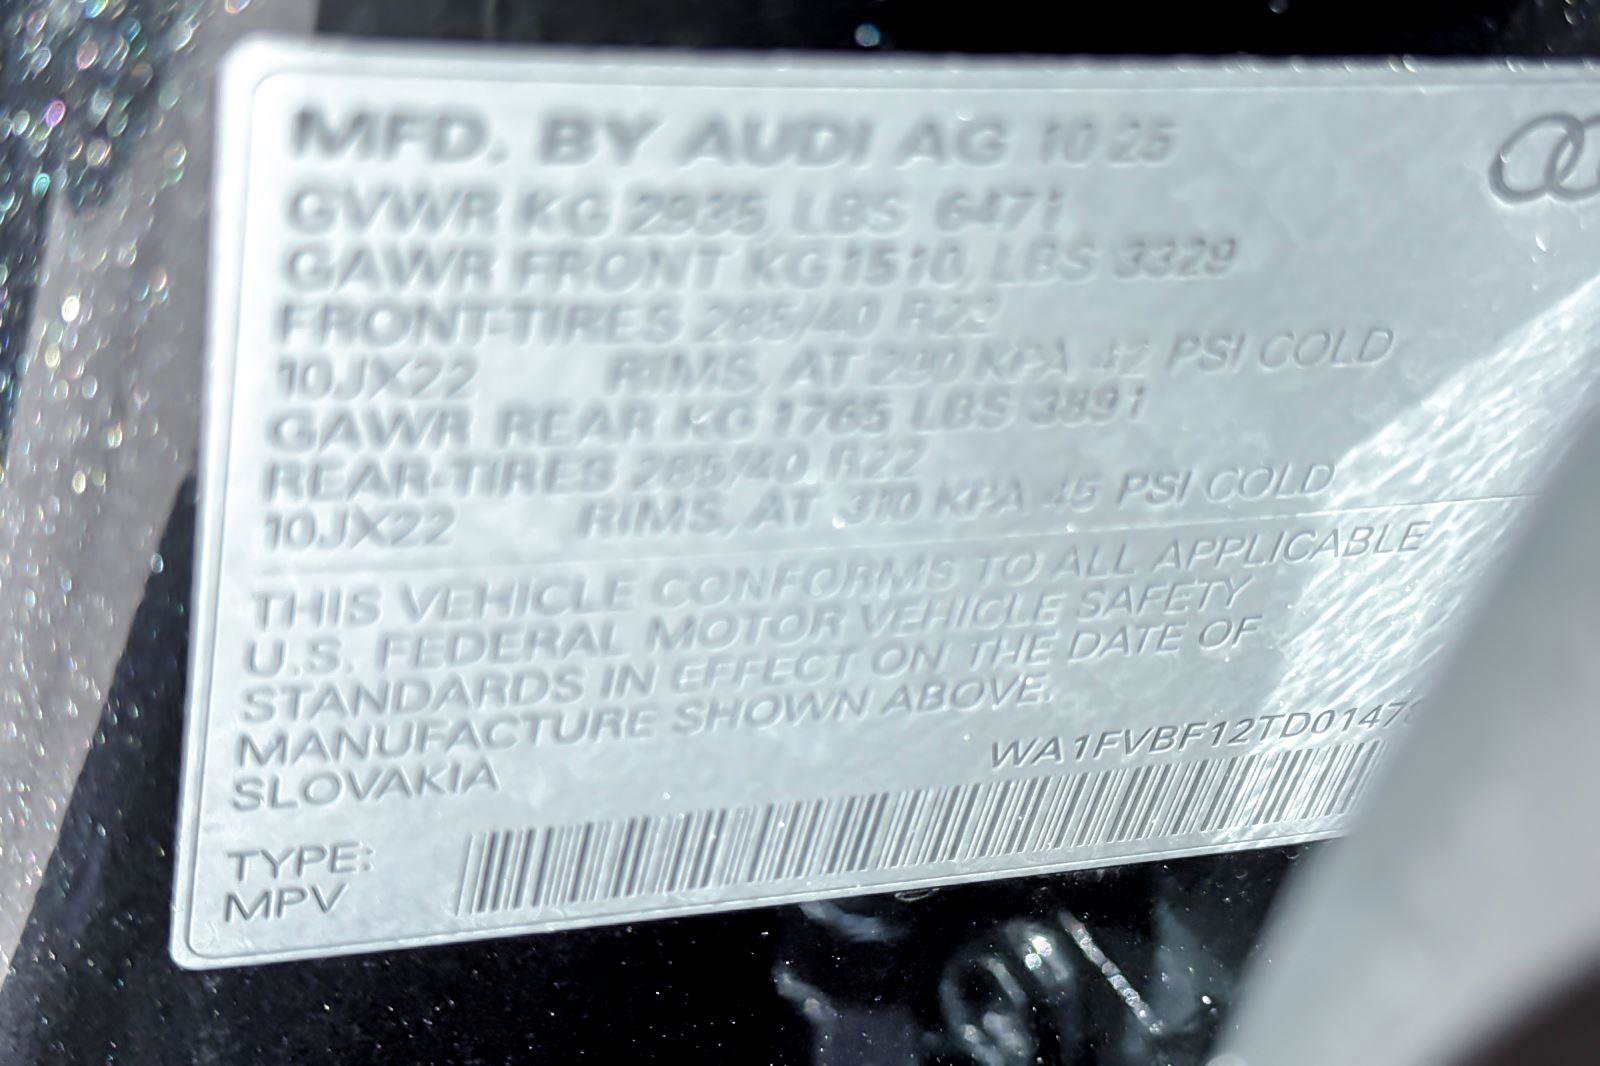 MFD. BY AUDI AG 10 25
GVWR KG 2935, LBS 6471
GAWR FRONT KG 1510, LBS 3329
FRONT-TIRES 285/40 R22
10JX22 RIMS, AT 290 KPA 42 PSI COLD
GAWR REAR KG 1765 LBS 3891
REAR-TIRES 285/40 R22
10JX22 RIMS, AT 310 KPA 45 PSI COLD
THIS VEHICLE CONFORMS TO ALL APPLICABLE
U.S. FEDERAL MOTOR VEHICLE SAFETY
STANDARDS IN EFFECT ON THE DATE OF
MANUFACTURE SHOWN ABOVE.
SLOVAKIA
TYPE:
MPV